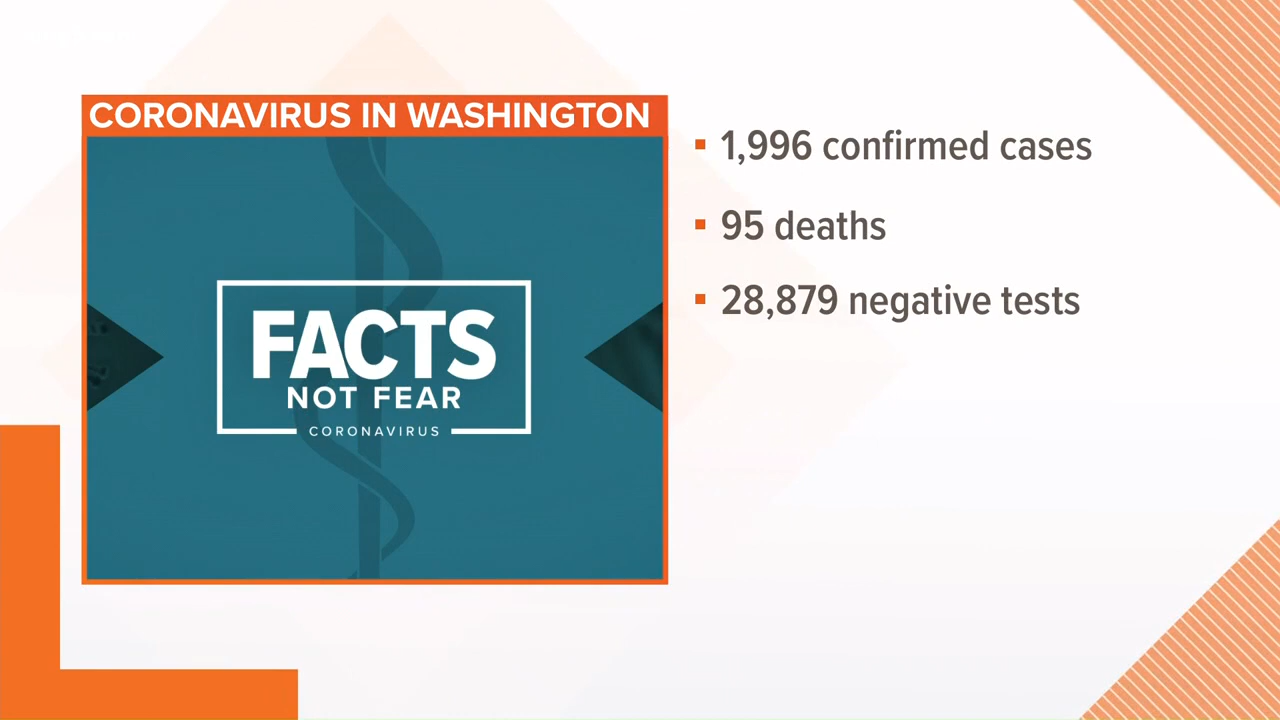 CORONAVIRUS IN WASHINGTON
FACTS
NOT FEAR
CORONAVIRUS
1,996 confirmed cases
95 deaths
28,879 negative tests